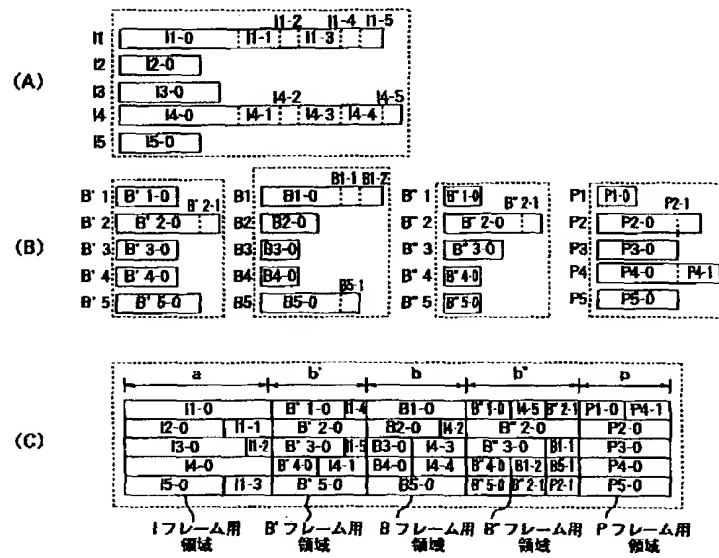 (A)
I1-2 I1-4 I1-5
I1 I1-0 I1-1 I1-3
I2 I2-0
I3 I3-0
I4-2 I4-5
I4 I4-0 I4-1 I4-3 I4-4
I5 I5-0
(B)
B' 1 B' 1-0
B' 2-1
B' 2 B' 2-0
B' 3 B' 3-0
B' 4 B' 4-0
B' 5 B' 5-0
B1-1 B1-2
B1 B1-0
B2 B2-0
B3 B3-0
B4 B4-0
B5-1
B5 B5-0
B" 1 B" 1-0
B" 2-1
B" 2 B" 2-0
B" 3 B" 3-0
B" 4 B" 4-0
B" 5 B" 5-0
P1 P1-0
P2-1
P2 P2-0
P3 P3-0
P4 P4-0 P4-1
P5 P5-0
(C)
a b' b b" p
I1-0 B' 1-0 I1-4 B1-0 B" 1-0 I4-5 B" 2-1 P1-0 P4-1
I2-0 I1-1 B' 2-0 B2-0 I4-2 B" 2-0 P2-0
I3-0 I1-2 B' 3-0 I1-5 B3-0 I4-3 B" 3-0 B1-1 P3-0
I4-0 B' 4-0 I4-1 B4-0 I4-4 B" 4-0 B1-2 B5-1 P4-0
I5-0 I1-3 B' 5-0 B5-0 B" 5-0 B" 2-1 P2-1 P5-0
I フレーム用 B' フレーム用 B フレーム用 B" フレーム用 P フレーム用
領域 領域 領域 領域 領域